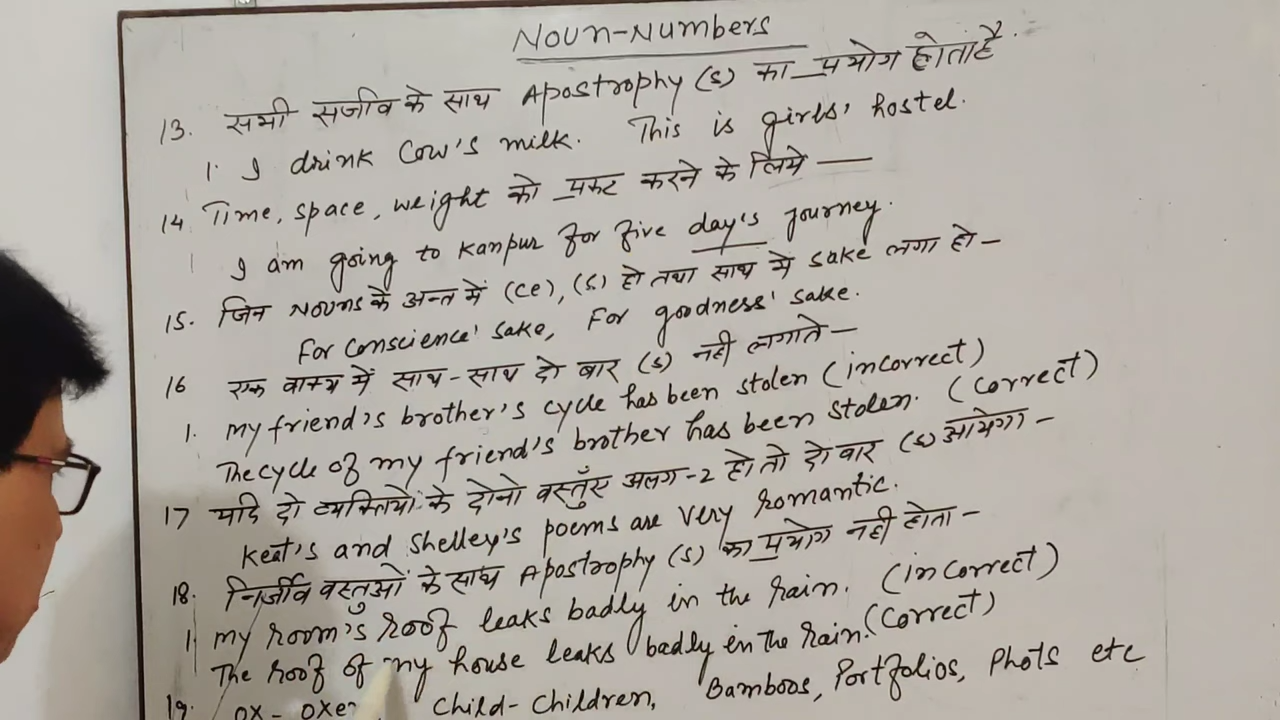 Noun-Numbers
13. सभी सजीव के साथ Apostrophy (s) का प्रयोग होता है.
1. I drink Cow's milk. This is girls' hostel.
14 Time, space, weight को प्रकट करने के लिये —
I am going to Kanpur for five day's journey.
15. जिन Nouns के अन्त में (ce), (s) हो तथा साथ में sake लगा हो –
For conscience' sake, For goodness' sake.
16 एक वाक्य में साथ-साथ दो बार (s) नही लगाते –
1. my friend's brother's cycle has been stolen (incorrect)
The cycle of my friend's brother has been stolen. (Correct)
17 यदि दो व्यक्तियों के दोनो वस्तुएँ अलग-2 हो तो दो बार (s) आयेगा –
Keat's and Shelley's poems are very romantic.
18. निर्जीव वस्तुओं के साथ Apostrophy (s) का प्रयोग नही होता –
1. my room's roof leaks badly in the rain. (incorrect)
The roof of my house leaks badly in the rain. (Correct)
19. ox- oxen, Child-Children, Bamboos, Portfolios, Phots etc